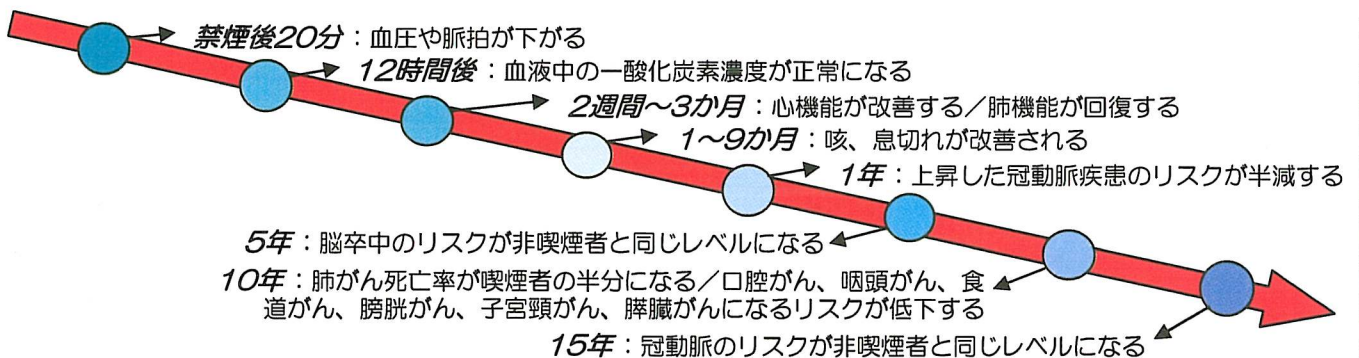 禁煙後20分：血圧や脈拍が下がる
12時間後：血液中の一酸化炭素濃度が正常になる
2週間～3か月：心機能が改善する／肺機能が回復する
1～9か月：咳、息切れが改善される
1年：上昇した冠動脈疾患のリスクが半減する
5年：脳卒中のリスクが非喫煙者と同じレベルになる
10年：肺がん死亡率が喫煙者の半分になる／口腔がん、咽頭がん、食
道がん、膀胱がん、子宮頸がん、膵臓がんになるリスクが低下する
15年：冠動脈のリスクが非喫煙者と同じレベルになる